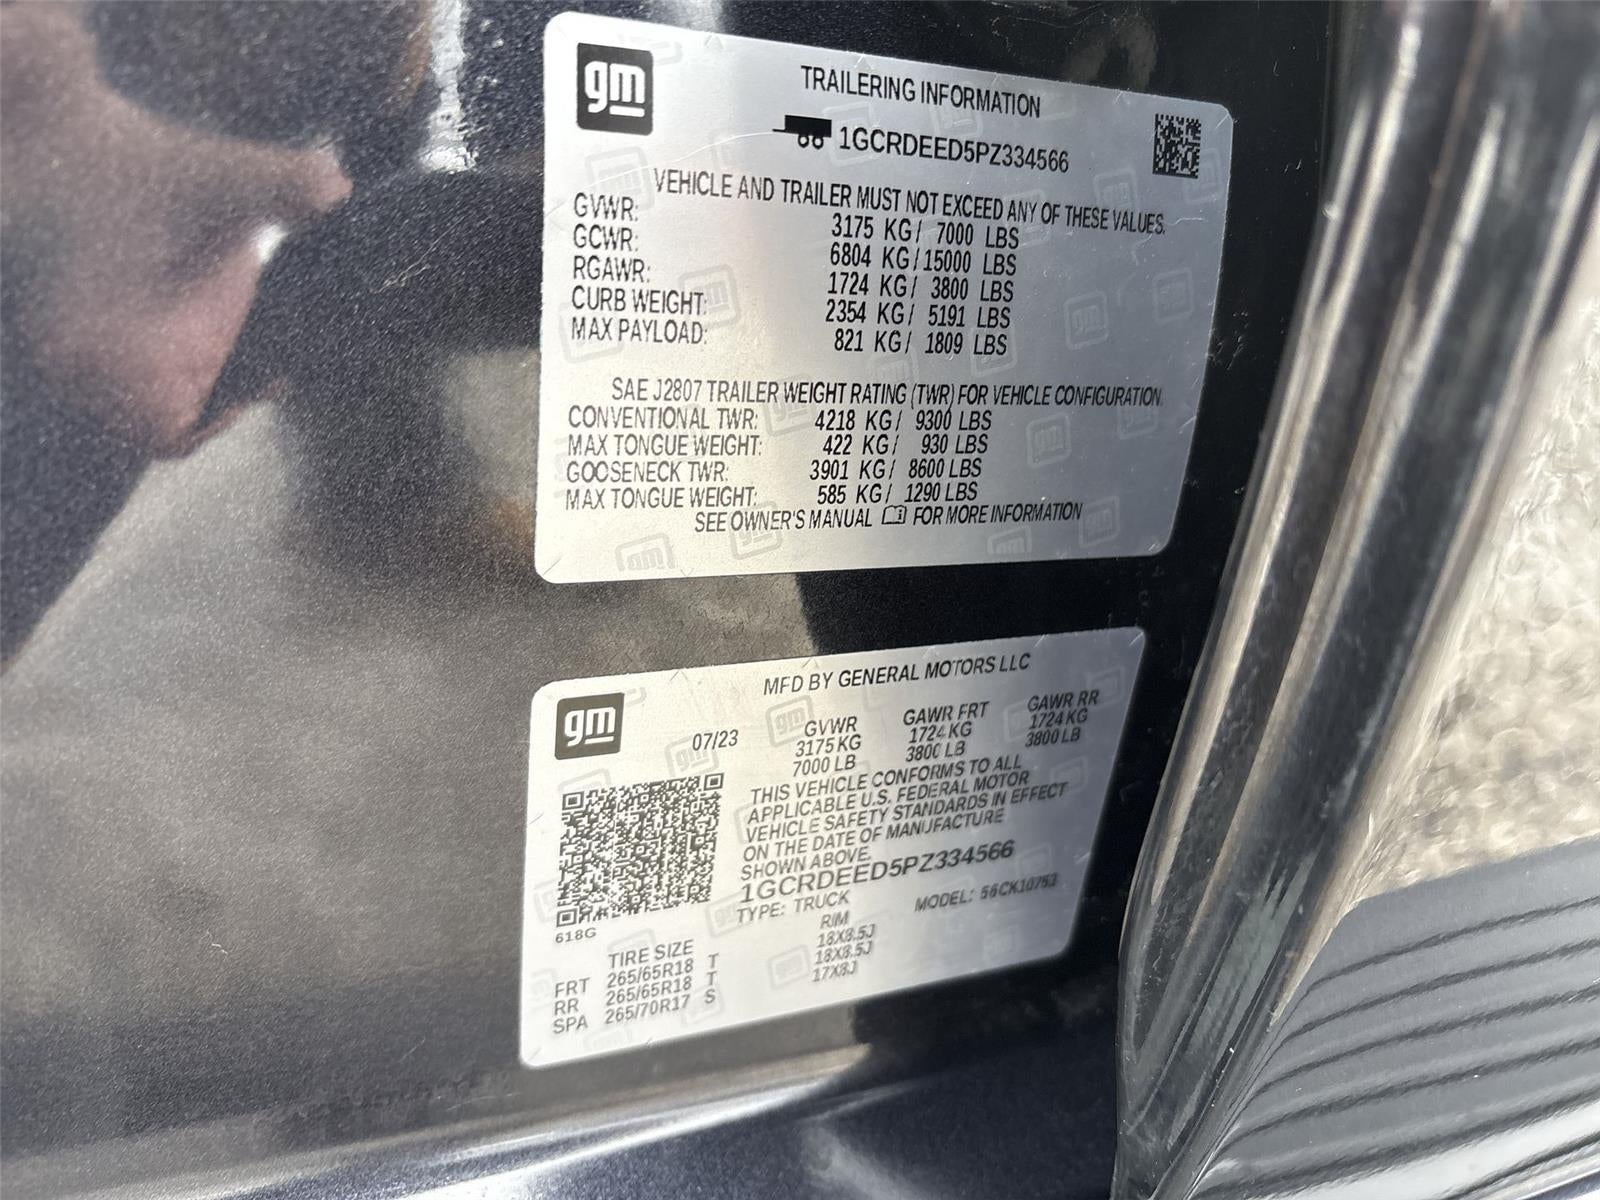 gm
TRAILERING INFORMATION
1GCRDEED5PZ334566
VEHICLE AND TRAILER MUST NOT EXCEED ANY OF THESE VALUES.
GVWR: 3175 KG/ 7000 LBS
GCWR: 6804 KG/15000 LBS
RGAWR: 1724 KG/ 3800 LBS
CURB WEIGHT: 2354 KG/ 5191 LBS
MAX PAYLOAD: 821 KG/ 1809 LBS
SAE J2807 TRAILER WEIGHT RATING (TWR) FOR VEHICLE CONFIGURATION.
CONVENTIONAL TWR: 4218 KG/ 9300 LBS
MAX TONGUE WEIGHT: 422 KG/ 930 LBS
GOOSENECK TWR: 3901 KG/ 8600 LBS
MAX TONGUE WEIGHT: 585 KG/ 1290 LBS
SEE OWNER'S MANUAL FOR MORE INFORMATION
gm
MFD BY GENERAL MOTORS LLC
07/23 GVWR GAWR FRT GAWR RR
3175 KG 1724 KG 1724 KG
7000 LB 3800 LB 3800 LB
THIS VEHICLE CONFORMS TO ALL
APPLICABLE U.S. FEDERAL MOTOR
VEHICLE SAFETY STANDARDS IN EFFECT
ON THE DATE OF MANUFACTURE
SHOWN ABOVE.
1GCRDEED5PZ334566
TYPE: TRUCK MODEL: 56CK10753
618G
TIRE SIZE RIM
FRT 265/65R18 T 18X8.5J
RR 265/65R18 T 18X8.5J
SPA 265/70R17 S 17X8J